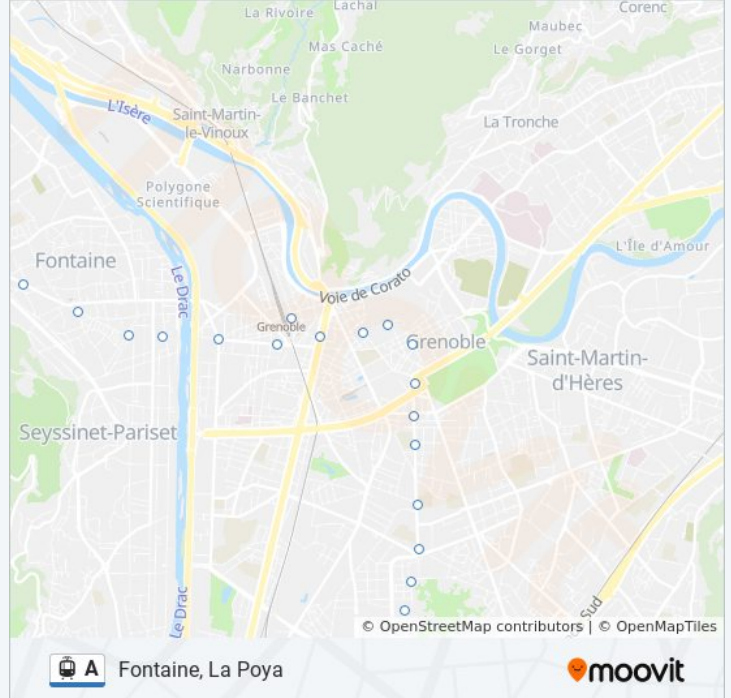 La Rivoire
Lachal
Corenc
Maubec
Mas Caché
Le Gorget
Narbonne
Le Banchet
L'Isère
Saint-Martin-
le-Vinoux
La Tronche
Polygone
Scientifique
L'Île d'Amour
Fontaine
Le Drac
Voie de Corato
Grenoble
Grenoble
Saint-Martin-
d'Hères
Seyssinet-Pariset
Le Drac
Sud
© OpenStreetMap contributors | © OpenMapTiles
A Fontaine, La Poya
moovit